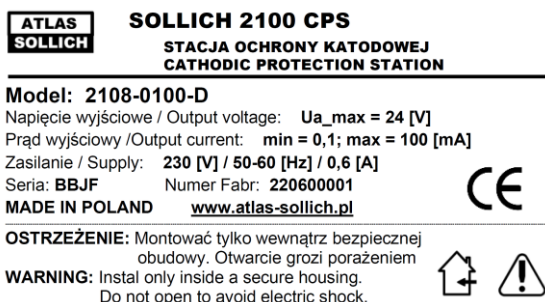 ATLAS
SOLLICH
SOLLICH 2100 CPS
STACJA OCHRONY KATODOWEJ
CATHODIC PROTECTION STATION
Model: 2108-0100-D
Napięcie wyjściowe / Output voltage: Ua_max = 24 [V]
Prąd wyjściowy /Output current: min = 0,1; max = 100 [mA]
Zasilanie / Supply: 230 [V] / 50-60 [Hz] / 0,6 [A]
Seria: BBJF Numer Fabr: 220600001
MADE IN POLAND www.atlas-sollich.pl
CE
OSTRZEŻENIE: Montować tylko wewnątrz bezpiecznej
obudowy. Otwarcie grozi porażeniem
WARNING: Instal only inside a secure housing.
Do not open to avoid electric shock.